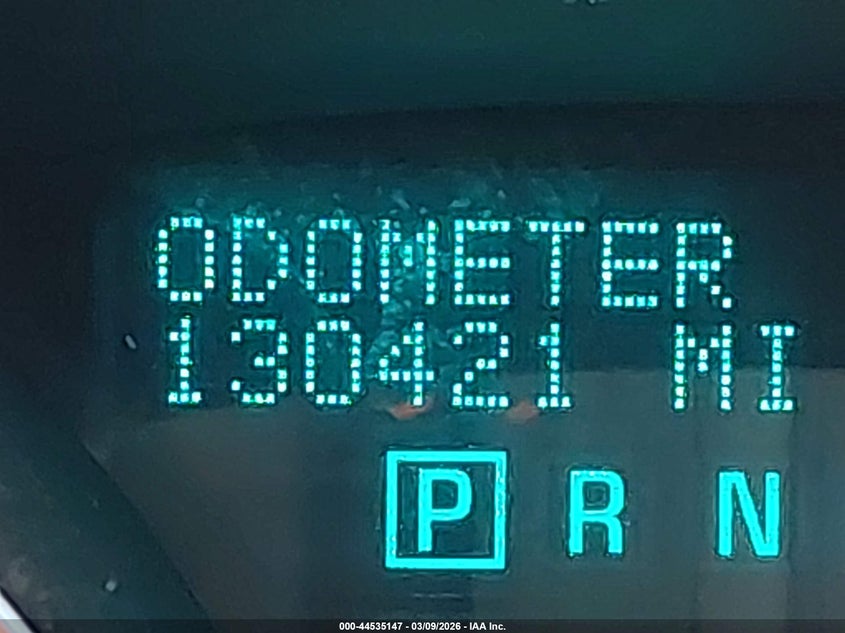 ODOMETER
130421 MI
P R N
000-44535147 - 03/09/2026 - IAA Inc.